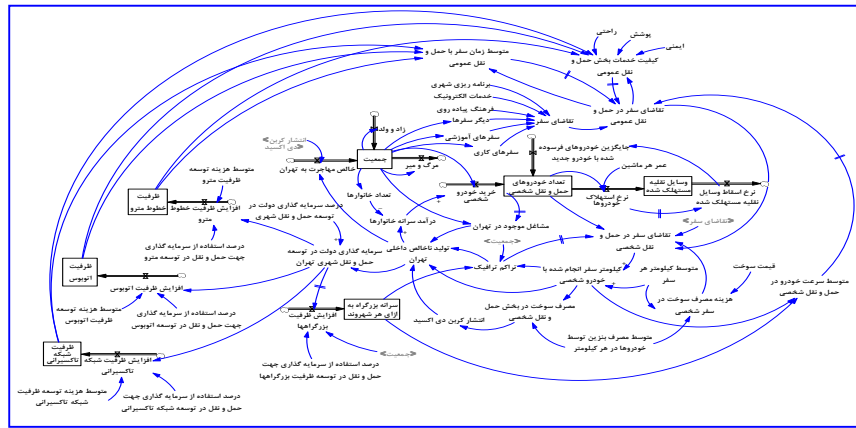 راحتی
پوشش
ایمنی
کیفیت خدمات بخش حمل و
نقل عمومی
متوسط زمان سفر با حمل و
نقل عمومی
برنامه ریزی شهری
خدمات الکترونیک
فرهنگ پیاده روی
دیگر سفرها
سفرهای آموزشی
سفرهای کاری
تقاضای سفر
تقاضای سفر در حمل و
نقل عمومی
زاد و ولد
<انتشار کربن
دی اکسید>
جمعیت
خالص مهاجرت به تهران
مرگ و میر
جایگزین خودروهای فرسوده
شده با خودرو جدید
عمر هر ماشین
تعداد خانوارها
خرید خودرو
شخصی
تعداد خودروهای
حمل و نقل شخصی
نرخ استهلاک
خودروها
وسایل نقلیه
مستهلک شده
نرخ اسقاط وسایل
نقلیه مستهلک شده
<تقاضای سفر>
متوسط هزینه توسعه
ظرفیت مترو
ظرفیت
خطوط مترو
افزایش ظرفیت خطوط
مترو
درصد سرمایه گذاری دولت در
توسعه حمل و نقل شهری
درآمد سرانه خانوارها
مشاغل موجود در تهران
<جمعیت>
تقاضای سفر در حمل و
نقل شخصی
درصد استفاده از سرمایه گذاری
جهت حمل و نقل در توسعه مترو
سرمایه گذاری دولت در توسعه
حمل و نقل شهری تهران
تولید ناخالص داخلی
تهران
تراکم ترافیک
کیلومتر سفر انجام شده با
خودرو شخصی
متوسط کیلومتر هر
سفر
قیمت سوخت
متوسط سرعت خودرو در
حمل و نقل شخصی
ظرفیت
اتوبوس
افزایش ظرفیت اتوبوس
متوسط هزینه توسعه
ظرفیت اتوبوس
درصد استفاده از سرمایه گذاری
جهت حمل و نقل در توسعه اتوبوس
افزایش ظرفیت
بزرگراهها
سرانه بزرگراه به
ازای هر شهروند
انتشار کربن دی اکسید
مصرف سوخت در بخش حمل
و نقل شخصی
هزینه مصرف سوخت در
سفر شخصی
متوسط مصرف بنزین توسط
خودروها در هر کیلومتر
<جمعیت>
ظرفیت
شبکه
تاکسیرانی
افزایش ظرفیت شبکه
تاکسیرانی
درصد استفاده از سرمایه گذاری جهت
حمل و نقل در توسعه ظرفیت بزرگراهها
متوسط هزینه توسعه ظرفیت
شبکه تاکسیرانی
درصد استفاده از سرمایه گذاری جهت
حمل و نقل در توسعه شبکه تاکسیرانی